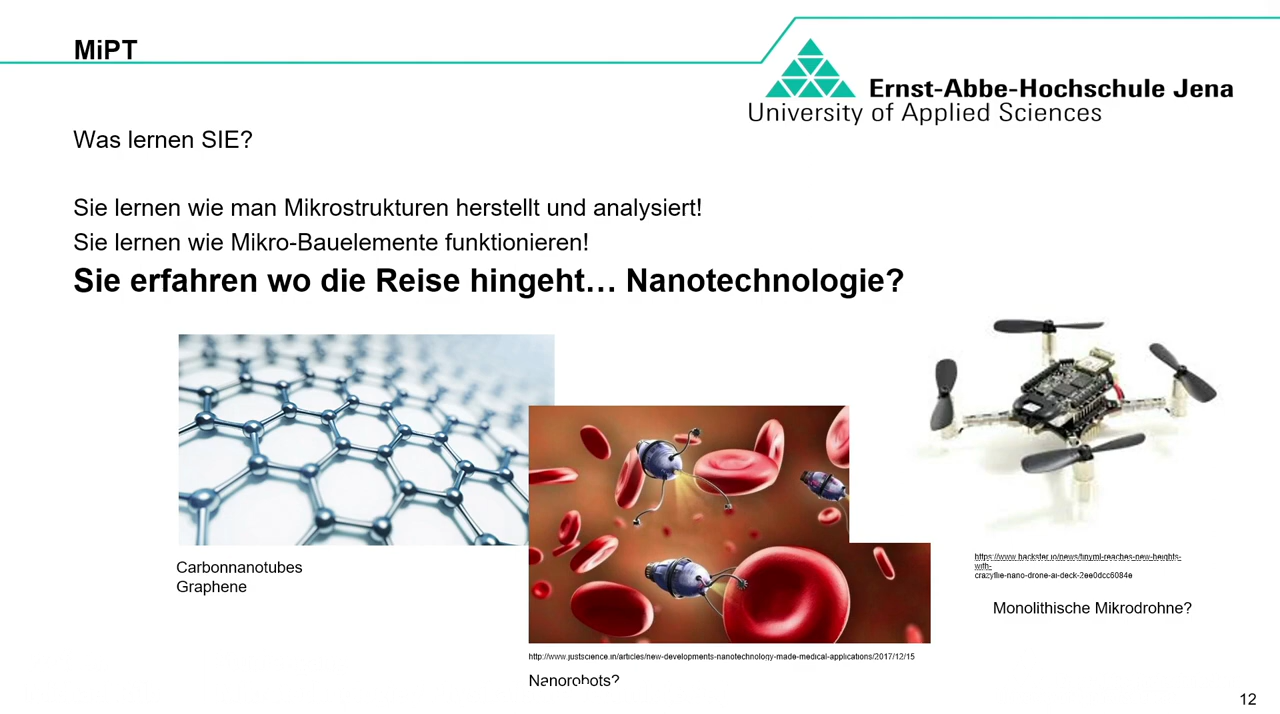 MiPT
Ernst-Abbe-Hochschule Jena
University of Applied Sciences
Was lernen SIE?
Sie lernen wie man Mikrostrukturen herstellt und analysiert!
Sie lernen wie Mikro-Bauelemente funktionieren!
Sie erfahren wo die Reise hingeht… Nanotechnologie?
Carbonnanotubes
Graphene
http://www.justscience.in/articles/new-developments-nanotechnology-made-medical-applications/2017/12/15
Nanorobots?
https://www.hackster.io/news/tinyml-reaches-new-heights-
with-
crazyflie-nano-drone-ai-deck-2ee0dcc6084e
Monolithische Mikrodrohne?
12